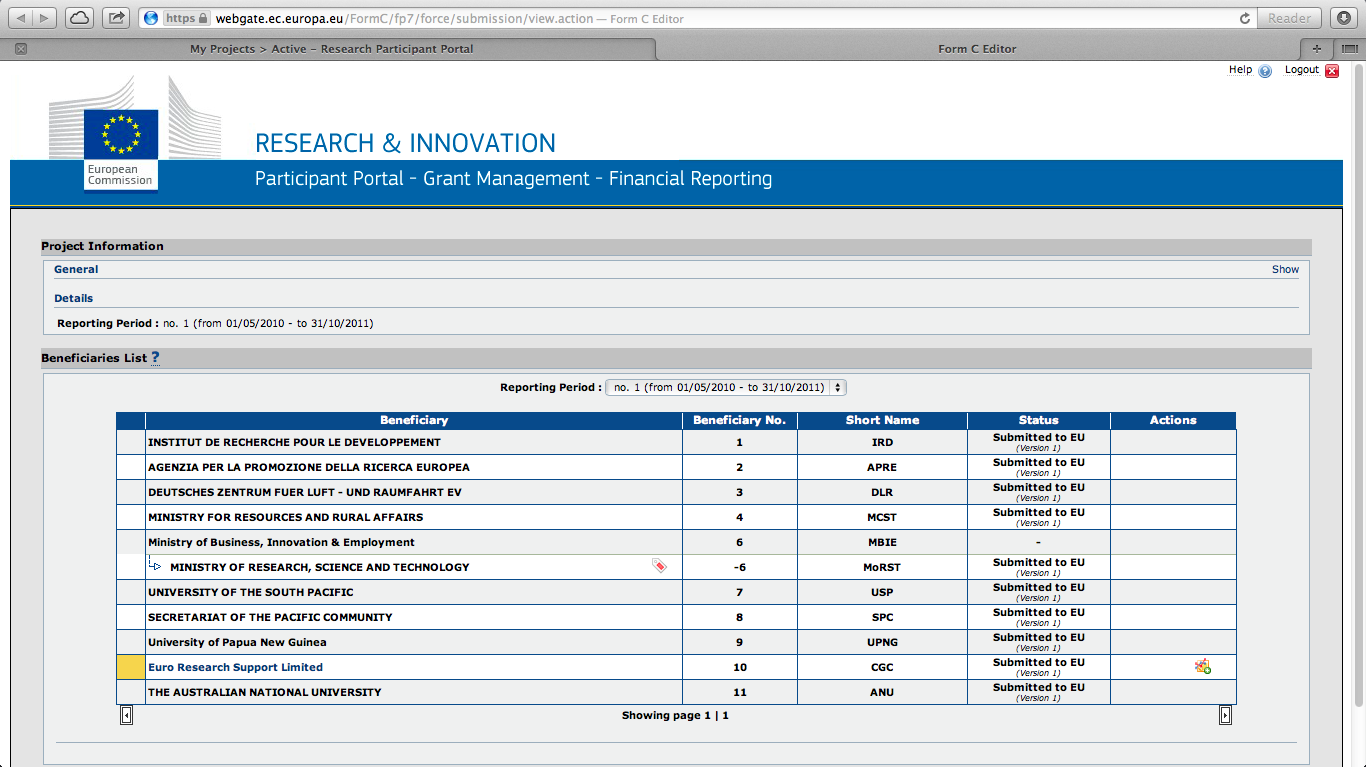 https webgate.ec.europa.eu/FormC/fp7/force/submission/view.action — Form C Editor Reader
My Projects > Active – Research Participant Portal Form C Editor +
Help ? Logout
European
Commission
RESEARCH & INNOVATION
Participant Portal - Grant Management - Financial Reporting
Project Information
General Show
Details
Reporting Period : no. 1 (from 01/05/2010 - to 31/10/2011)
Beneficiaries List ?
Reporting Period : no. 1 (from 01/05/2010 - to 31/10/2011)
Beneficiary Beneficiary No. Short Name Status Actions
INSTITUT DE RECHERCHE POUR LE DEVELOPPEMENT 1 IRD Submitted to EU
(Version 1)
AGENZIA PER LA PROMOZIONE DELLA RICERCA EUROPEA 2 APRE Submitted to EU
(Version 1)
DEUTSCHES ZENTRUM FUER LUFT - UND RAUMFAHRT EV 3 DLR Submitted to EU
(Version 1)
MINISTRY FOR RESOURCES AND RURAL AFFAIRS 4 MCST Submitted to EU
(Version 1)
Ministry of Business, Innovation & Employment 6 MBIE -
MINISTRY OF RESEARCH, SCIENCE AND TECHNOLOGY -6 MoRST Submitted to EU
(Version 1)
UNIVERSITY OF THE SOUTH PACIFIC 7 USP Submitted to EU
(Version 1)
SECRETARIAT OF THE PACIFIC COMMUNITY 8 SPC Submitted to EU
(Version 1)
University of Papua New Guinea 9 UPNG Submitted to EU
(Version 1)
Euro Research Support Limited 10 CGC Submitted to EU
(Version 1)
THE AUSTRALIAN NATIONAL UNIVERSITY 11 ANU Submitted to EU
(Version 1)
Showing page 1 | 1